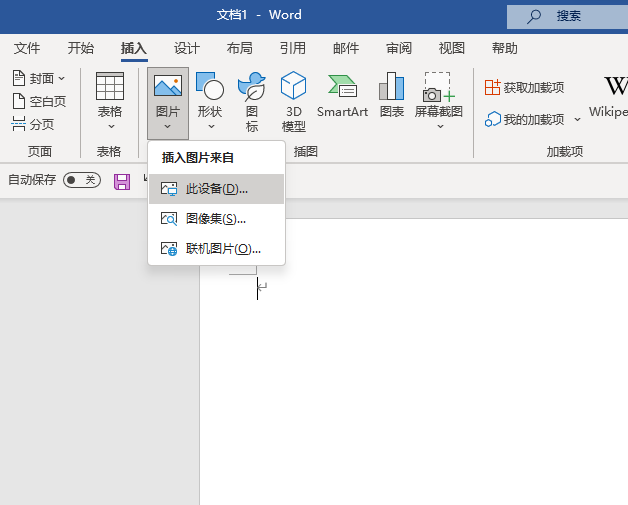 文档1 - Word
搜索
文件 开始 插入 设计 布局 引用 邮件 审阅 视图 帮助
封面
空白页
分页
页面
表格
表格
图片
形状
图
标
3D
模型
SmartArt
图表
屏幕截图
插图
获取加载项
我的加载项
加载项
自动保存 关
插入图片来自
此设备(D)...
图像集(S)...
联机图片(O)...